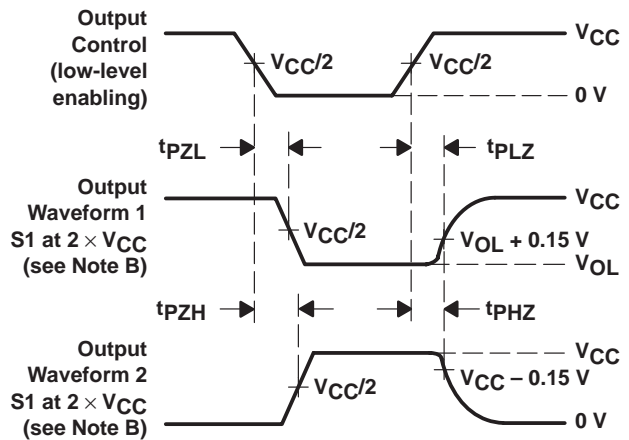 Output
Control
(low-level
enabling)
VCC/2
VCC/2
VCC
0 V
tPZL
tPLZ
Output
Waveform 1
S1 at 2 × VCC
(see Note B)
VCC/2
VCC
VOL + 0.15 V
VOL
tPZH
tPHZ
Output
Waveform 2
S1 at 2 × VCC
(see Note B)
VCC/2
VCC
VCC – 0.15 V
0 V